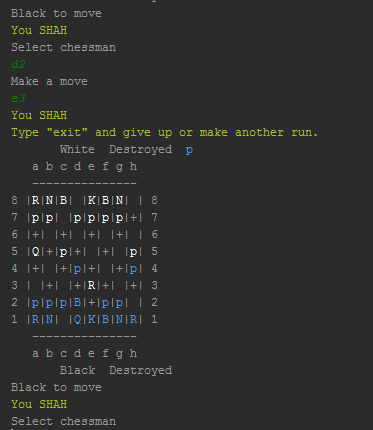 Black to move
You SHAH
Select chessman
d2
Make a move
e3
You SHAH
Type "exit" and give up or make another run.
White  Destroyed  p
a b c d e f g h
---------------
8 |R|N|B| |K|B|N| | 8
7 |p|p| |p|p|p|p|+| 7
6 |+| |+| |+| |+| | 6
5 |Q|+|p|+| |+| |p| 5
4 |+| |+|p|+| |+|p| 4
3 | |+| |+|R|+| |+| 3
2 |p|p|p|B|+|p|p| | 2
1 |R|N| |Q|K|B|N|R| 1
---------------
a b c d e f g h
Black  Destroyed
Black to move
You SHAH
Select chessman